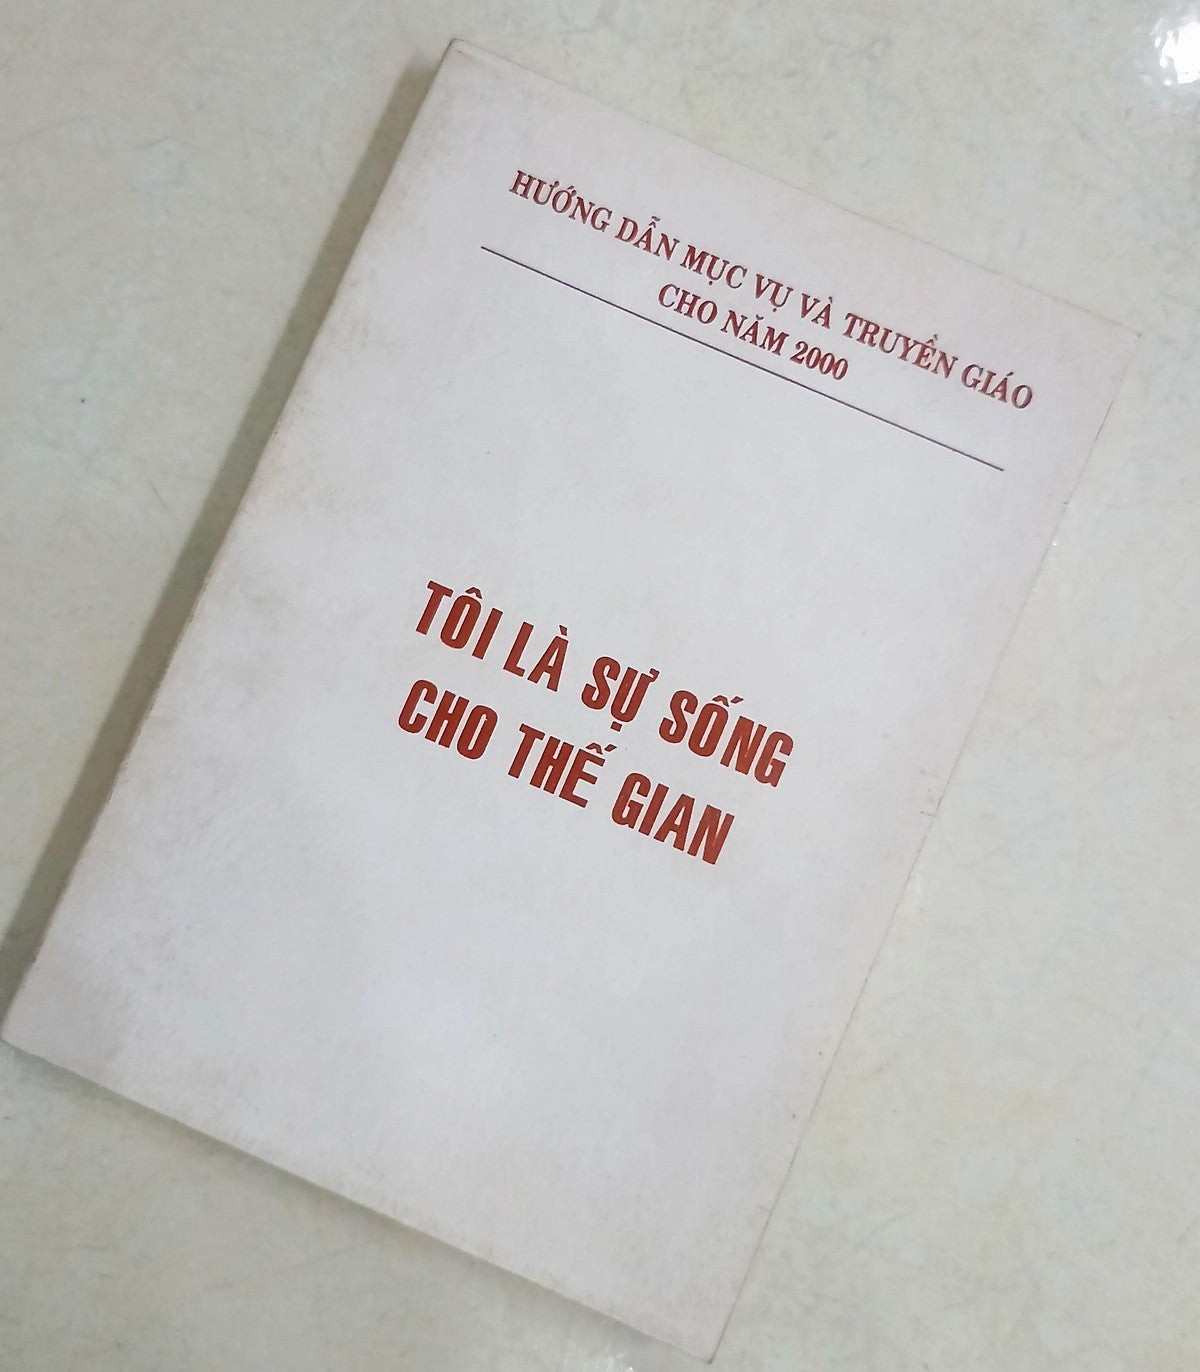 HƯỚNG DẪN MỤC VỤ VÀ TRUYỀN GIÁO
CHO NĂM 2000
TÔI LÀ SỰ SỐNG
CHO THẾ GIAN